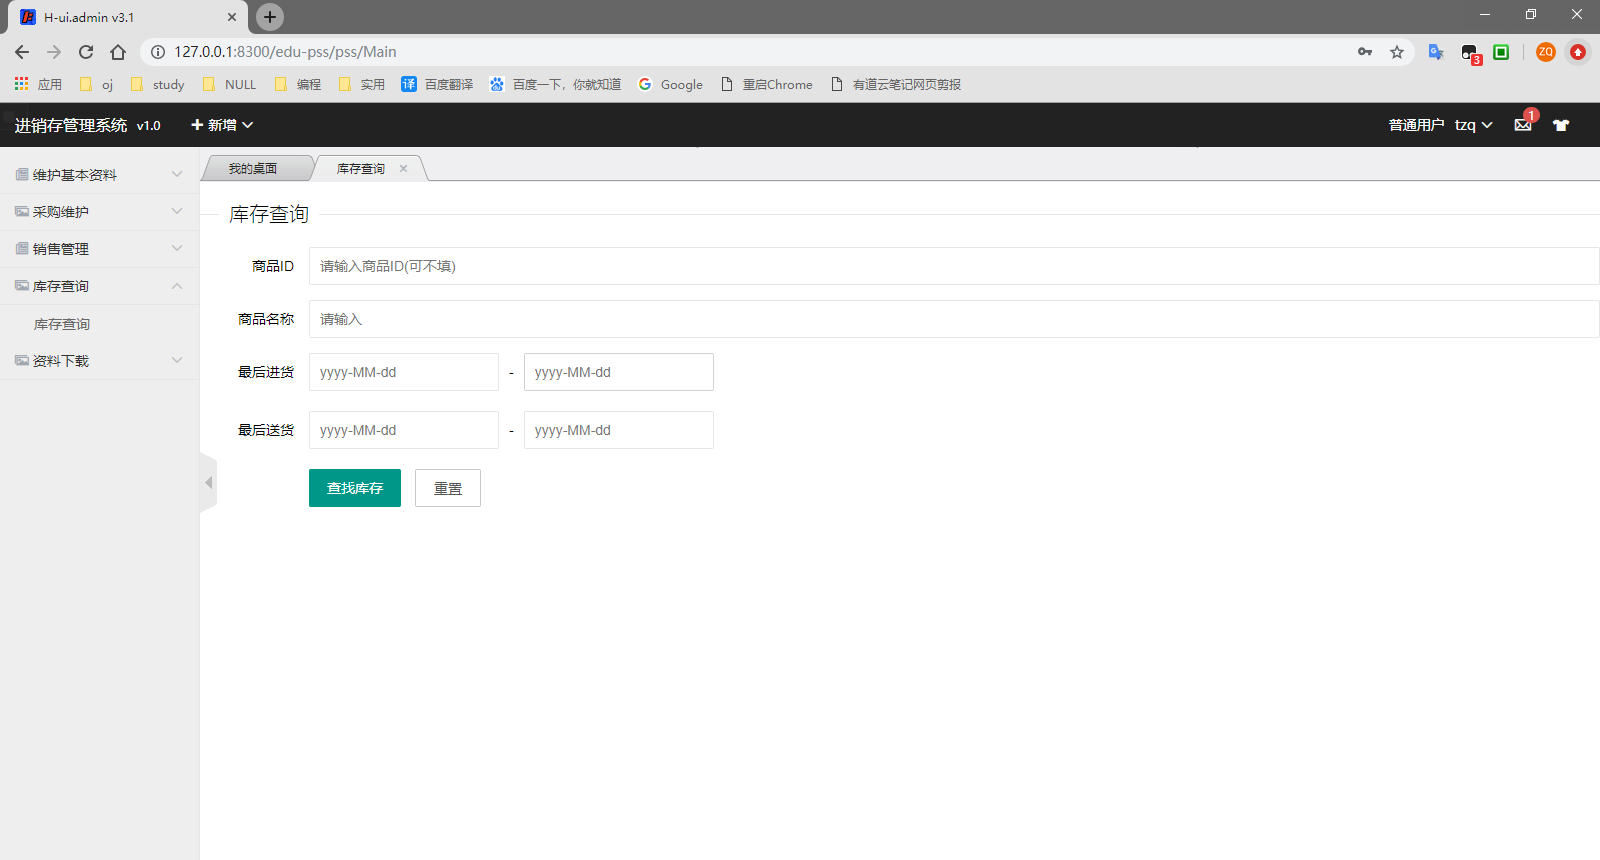 H-ui.admin v3.1
127.0.0.1:8300/edu-pss/pss/Main
ZQ
3
应用 oj study NULL 编程 实用 译 百度翻译 百度一下，你就知道 Google 重启Chrome 有道云笔记网页剪报
进销存管理系统 v1.0 新增 普通用户 tzq 1
维护基本资料
采购维护
销售管理
库存查询
库存查询
资料下载
我的桌面 库存查询
库存查询
商品ID 请输入商品ID(可不填)
商品名称 请输入
最后进货 yyyy-MM-dd - yyyy-MM-dd
最后送货 yyyy-MM-dd - yyyy-MM-dd
查找库存 重置